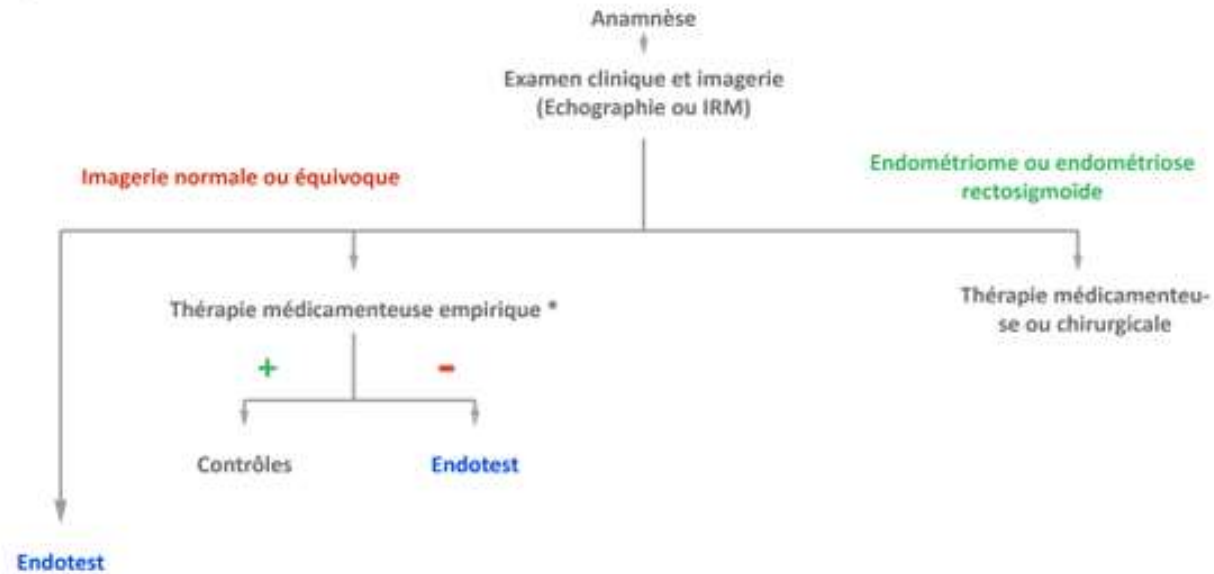 Anamnèse
Examen clinique et imagerie
(Echographie ou IRM)
Imagerie normale ou équivoque
Endométriome ou endométriose
rectosigmoïde
Thérapie médicamenteuse empirique *
Thérapie médicamenteu-
se ou chirurgicale
+
-
Contrôles
Endotest
Endotest